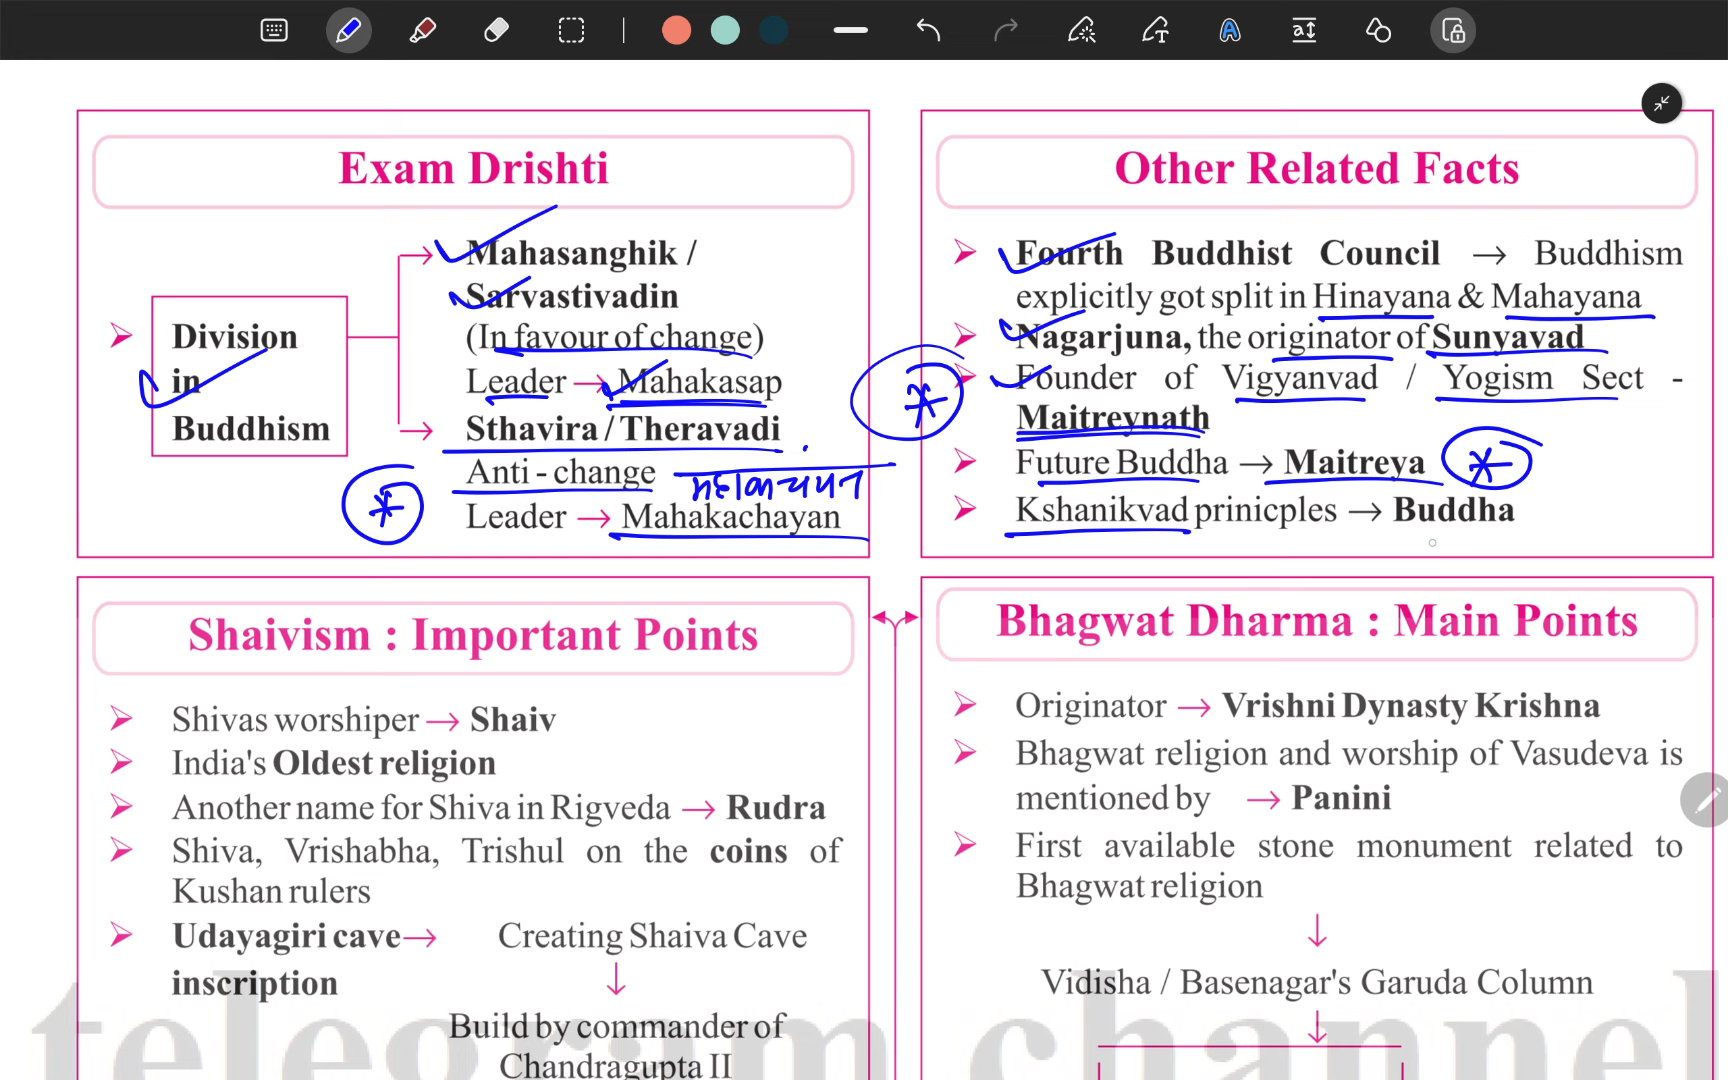 Exam Drishti
Division
in
Buddhism
Mahasanghik /
Sarvastivadin
(In favour of change)
Leader → Mahakasap
Sthavira / Theravadi
Anti - change
Leader → Mahakachayan
Other Related Facts
➢ Fourth Buddhist Council → Buddhism
explicitly got split in Hinayana & Mahayana
➢ Nagarjuna, the originator of Sunyavad
➢ Founder of Vigyanvad / Yogism Sect -
Maitreynath
➢ Future Buddha → Maitreya
➢ Kshanikvad prinicples → Buddha
Shaivism : Important Points
➢ Shivas worshiper → Shaiv
➢ India's Oldest religion
➢ Another name for Shiva in Rigveda → Rudra
➢ Shiva, Vrishabha, Trishul on the coins of
Kushan rulers
➢ Udayagiri cave → Creating Shaiva Cave
inscription
↓
Build by commander of
Chandragupta II
Bhagwat Dharma : Main Points
➢ Originator → Vrishni Dynasty Krishna
➢ Bhagwat religion and worship of Vasudeva is
mentioned by → Panini
➢ First available stone monument related to
Bhagwat religion
↓
Vidisha / Basenagar's Garuda Column
telegram channel